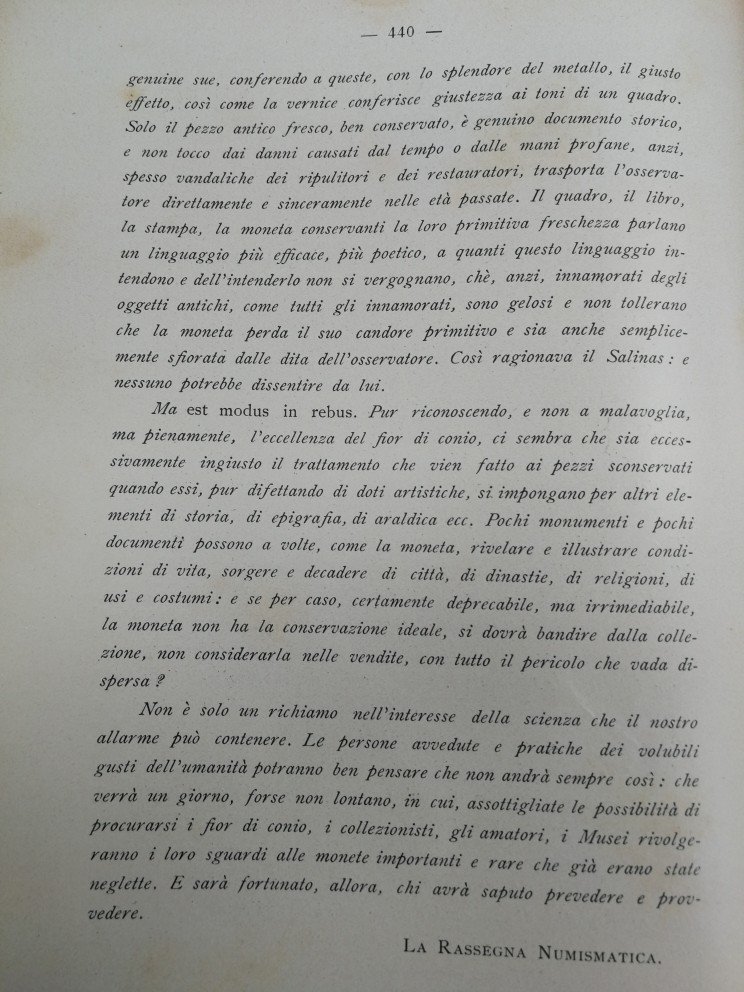 — 440 —
genuine sue, conferendo a queste, con lo splendore del metallo, il giusto
effetto, così come la vernice conferisce giustezza ai toni di un quadro.
Solo il pezzo antico fresco, ben conservato, è genuino documento storico,
e non tocco dai danni causati dal tempo o dalle mani profane, anzi,
spesso vandaliche dei ripulitori e dei restauratori, trasporta l'osserva-
tore direttamente e sinceramente nelle età passate. Il quadro, il libro,
la stampa, la moneta conservanti la loro primitiva freschezza parlano
un linguaggio più efficace, più poetico, a quanti questo linguaggio in-
tendono e dell'intenderlo non si vergognano, chè, anzi, innamorati degli
oggetti antichi, come tutti gli innamorati, sono gelosi e non tollerano
che la moneta perda il suo candore primitivo e sia anche semplice-
mente sfiorata dalle dita dell'osservatore. Così ragionava il Salinas : e
nessuno potrebbe dissentire da lui.
Ma est modus in rebus. Pur riconoscendo, e non a malavoglia,
ma pienamente, l'eccellenza del fior di conio, ci sembra che sia ecces-
sivamente ingiusto il trattamento che vien fatto ai pezzi sconservati
quando essi, pur difettando di doti artistiche, si impongano per altri ele-
menti di storia, di epigrafia, di araldica ecc. Pochi monumenti e pochi
documenti possono a volte, come la moneta, rivelare e illustrare condi-
zioni di vita, sorgere e decadere di città, di dinastie, di religioni, di
usi e costumi : e se per caso, certamente deprecabile, ma irrimediabile,
la moneta non ha la conservazione ideale, si dovrà bandire dalla colle-
zione, non considerarla nelle vendite, con tutto il pericolo che vada di-
spersa ?
Non è solo un richiamo nell'interesse della scienza che il nostro
allarme può contenere. Le persone avvedute e pratiche dei volubili
gusti dell'umanità potranno ben pensare che non andrà sempre così : che
verrà un giorno, forse non lontano, in cui, assottigliate le possibilità di
procurarsi i fior di conio, i collezionisti, gli amatori, i Musei rivolge-
ranno i loro sguardi alle monete importanti e rare che già erano state
neglette. E sarà fortunato, allora, chi avrà saputo prevedere e prov-
vedere.
LA RASSEGNA NUMISMATICA.